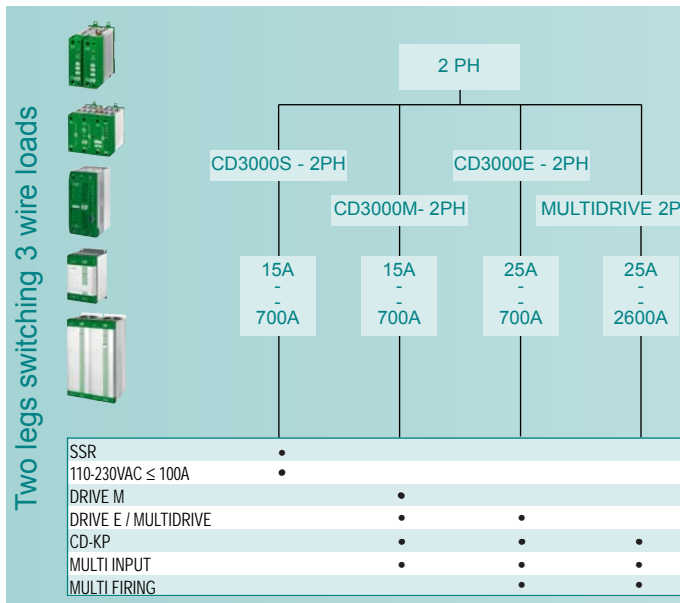 Two legs switching 3 wire loads
2 PH
CD3000S - 2PH
CD3000E - 2PH
CD3000M- 2PH
MULTIDRIVE 2P
15A
-
-
700A
15A
-
-
700A
25A
-
-
700A
25A
-
-
2600A
SSR •
110-230VAC ≤ 100A •
DRIVE M •
DRIVE E / MULTIDRIVE • •
CD-KP • • •
MULTI INPUT • • •
MULTI FIRING • •